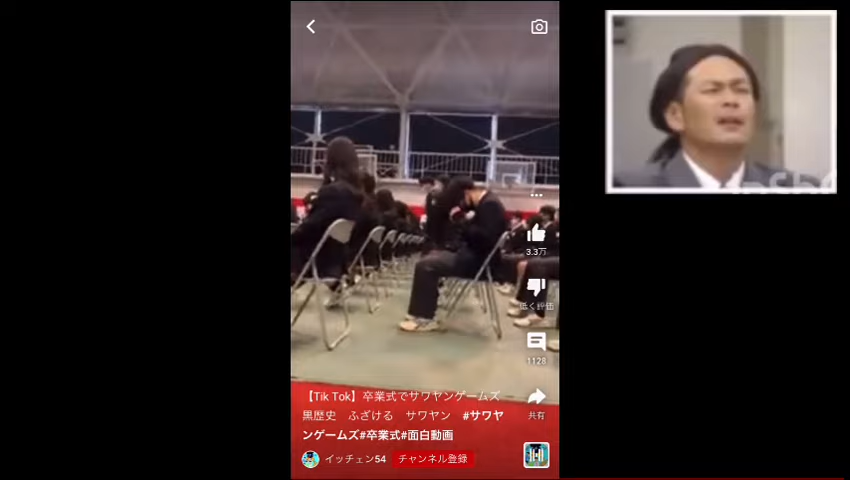 3.3万
低く評価
1128
【Tik Tok】卒業式でサワヤンゲームズ
黒歴史　ふざける　サワヤン　#サワヤ
ンゲームズ#卒業式#面白動画
共有
イッチェン54
チャンネル登録